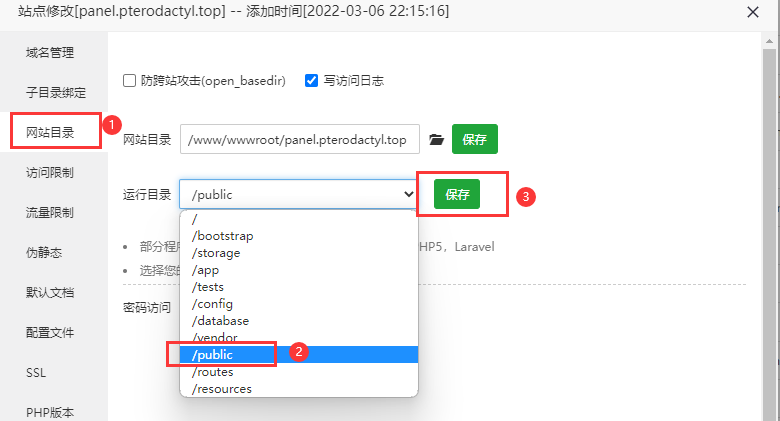 站点修改[panel.pterodactyl.top] -- 添加时间[2022-03-06 22:15:16]
域名管理
子目录绑定
网站目录
1
访问限制
流量限制
伪静态
默认文档
配置文件
SSL
PHP版本
防跨站攻击(open_basedir)
写访问日志
网站目录
/www/wwwroot/panel.pterodactyl.top
保存
运行目录
/public
保存
3
/
/bootstrap
/storage
/app
/tests
/config
/database
/vendor
/public
2
/routes
/resources
部分程序
HP5，Laravel
选择您的
密码访问